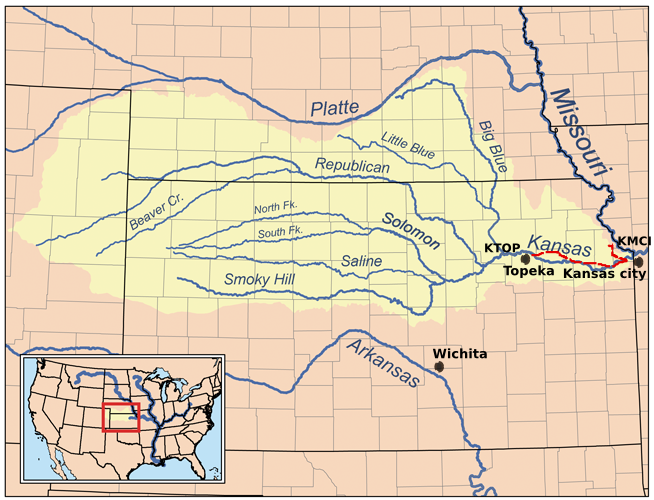 Platte
Missouri
Big Blue
Little Blue
Republican
Beaver Cr.
North Fk.
Solomon
South Fk.
KTOP
Kansas
KMCI
Saline
Topeka
Kansas city
Smoky Hill
Arkansas
Wichita